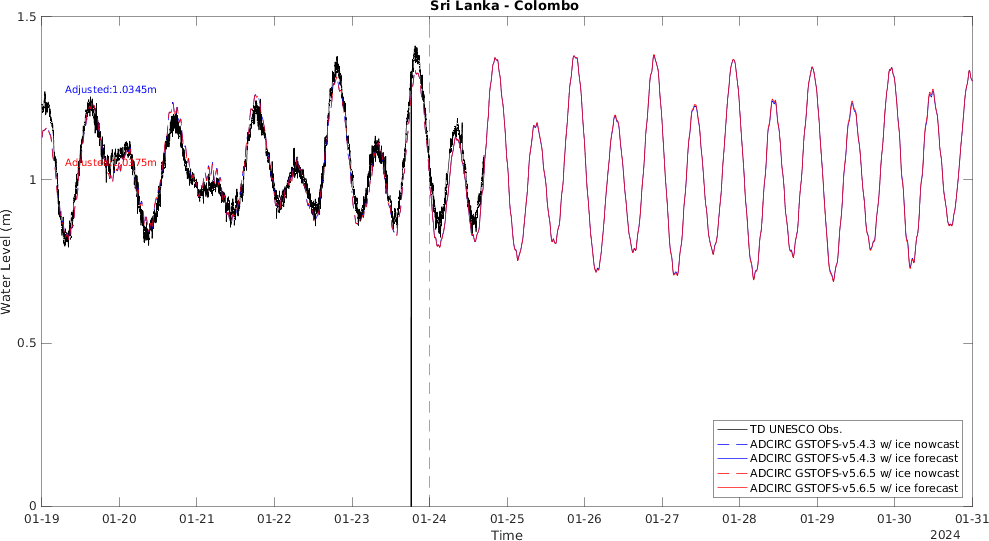 Sri Lanka - Colombo
1.5
1
0.5
0
Water Level (m)
Adjusted:1.0345m
01-19
01-20
01-21
01-22
01-23
01-24
01-25
01-26
01-27
01-28
01-29
01-30
01-31
Time
2024
TD UNESCO Obs.
ADCIRC GSTOFS-v5.4.3 w/ ice nowcast
ADCIRC GSTOFS-v5.4.3 w/ ice forecast
ADCIRC GSTOFS-v5.6.5 w/ ice nowcast
ADCIRC GSTOFS-v5.6.5 w/ ice forecast